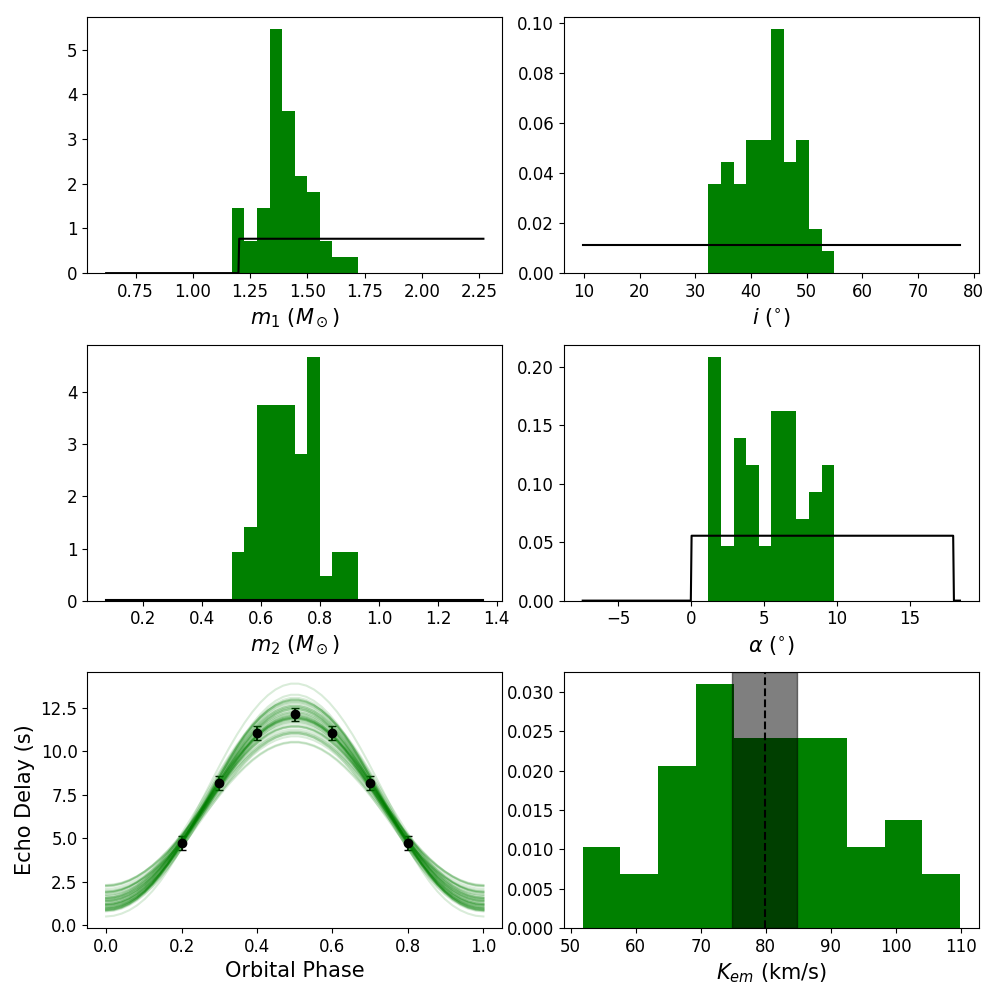 5
4
3
2
1
0
0.75 1.00 1.25 1.50 1.75 2.00 2.25
m₁ (M⊙)
0.10
0.08
0.06
0.04
0.02
0.00
10 20 30 40 50 60 70 80
i (°)
4
3
2
1
0
0.2 0.4 0.6 0.8 1.0 1.2 1.4
m₂ (M⊙)
0.20
0.15
0.10
0.05
0.00
−5 0 5 10 15
α (°)
Echo Delay (s)
12.5
10.0
7.5
5.0
2.5
0.0
0.0 0.2 0.4 0.6 0.8 1.0
Orbital Phase
0.030
0.025
0.020
0.015
0.010
0.005
0.000
50 60 70 80 90 100 110
Kₑₘ (km/s)